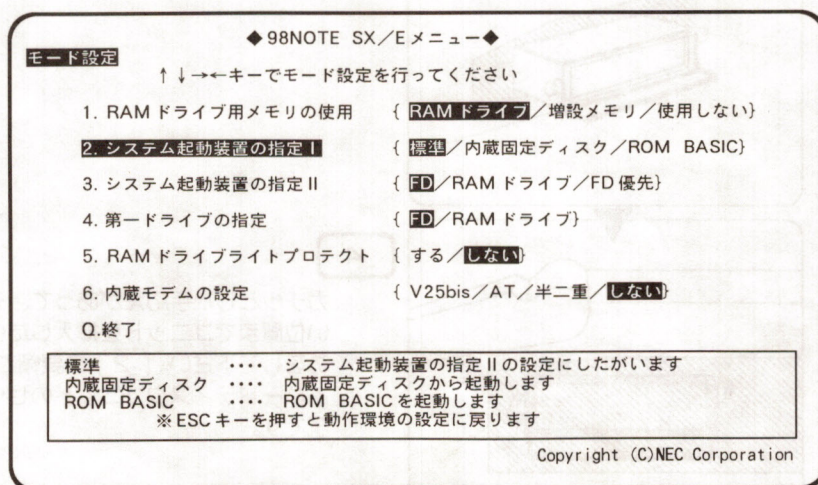 ◆98NOTE SX／Eメニュー◆
モード設定
↑↓→←キーでモード設定を行ってください
1. RAMドライブ用メモリの使用 { RAMドライブ／増設メモリ／使用しない}
2. システム起動装置の指定Ⅰ { 標準／内蔵固定ディスク／ROM BASIC}
3. システム起動装置の指定Ⅱ { FD／RAMドライブ／FD優先}
4. 第一ドライブの指定 { FD／RAMドライブ}
5. RAMドライブライトプロテクト { する／しない}
6. 内蔵モデムの設定 { V25bis／AT／半二重／しない}
Q.終了
標準 ‥‥ システム起動装置の指定Ⅱの設定にしたがいます
内蔵固定ディスク ‥‥ 内蔵固定ディスクから起動します
ROM BASIC ‥‥ ROM BASICを起動します
※ESCキーを押すと動作環境の設定に戻ります
Copyright (C)NEC Corporation